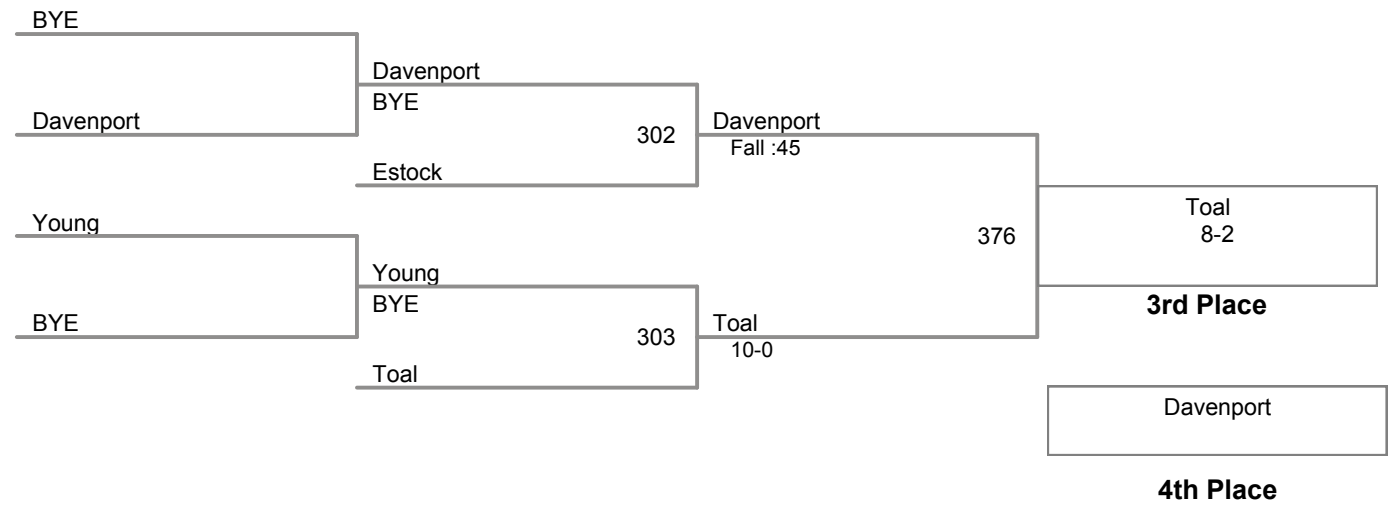 BYE
Davenport
BYE
Davenport
302
Davenport
Fall :45
Estock
Young
376
Toal
8-2
Young
BYE
3rd Place
BYE
303
Toal
10-0
Toal
Davenport
4th Place